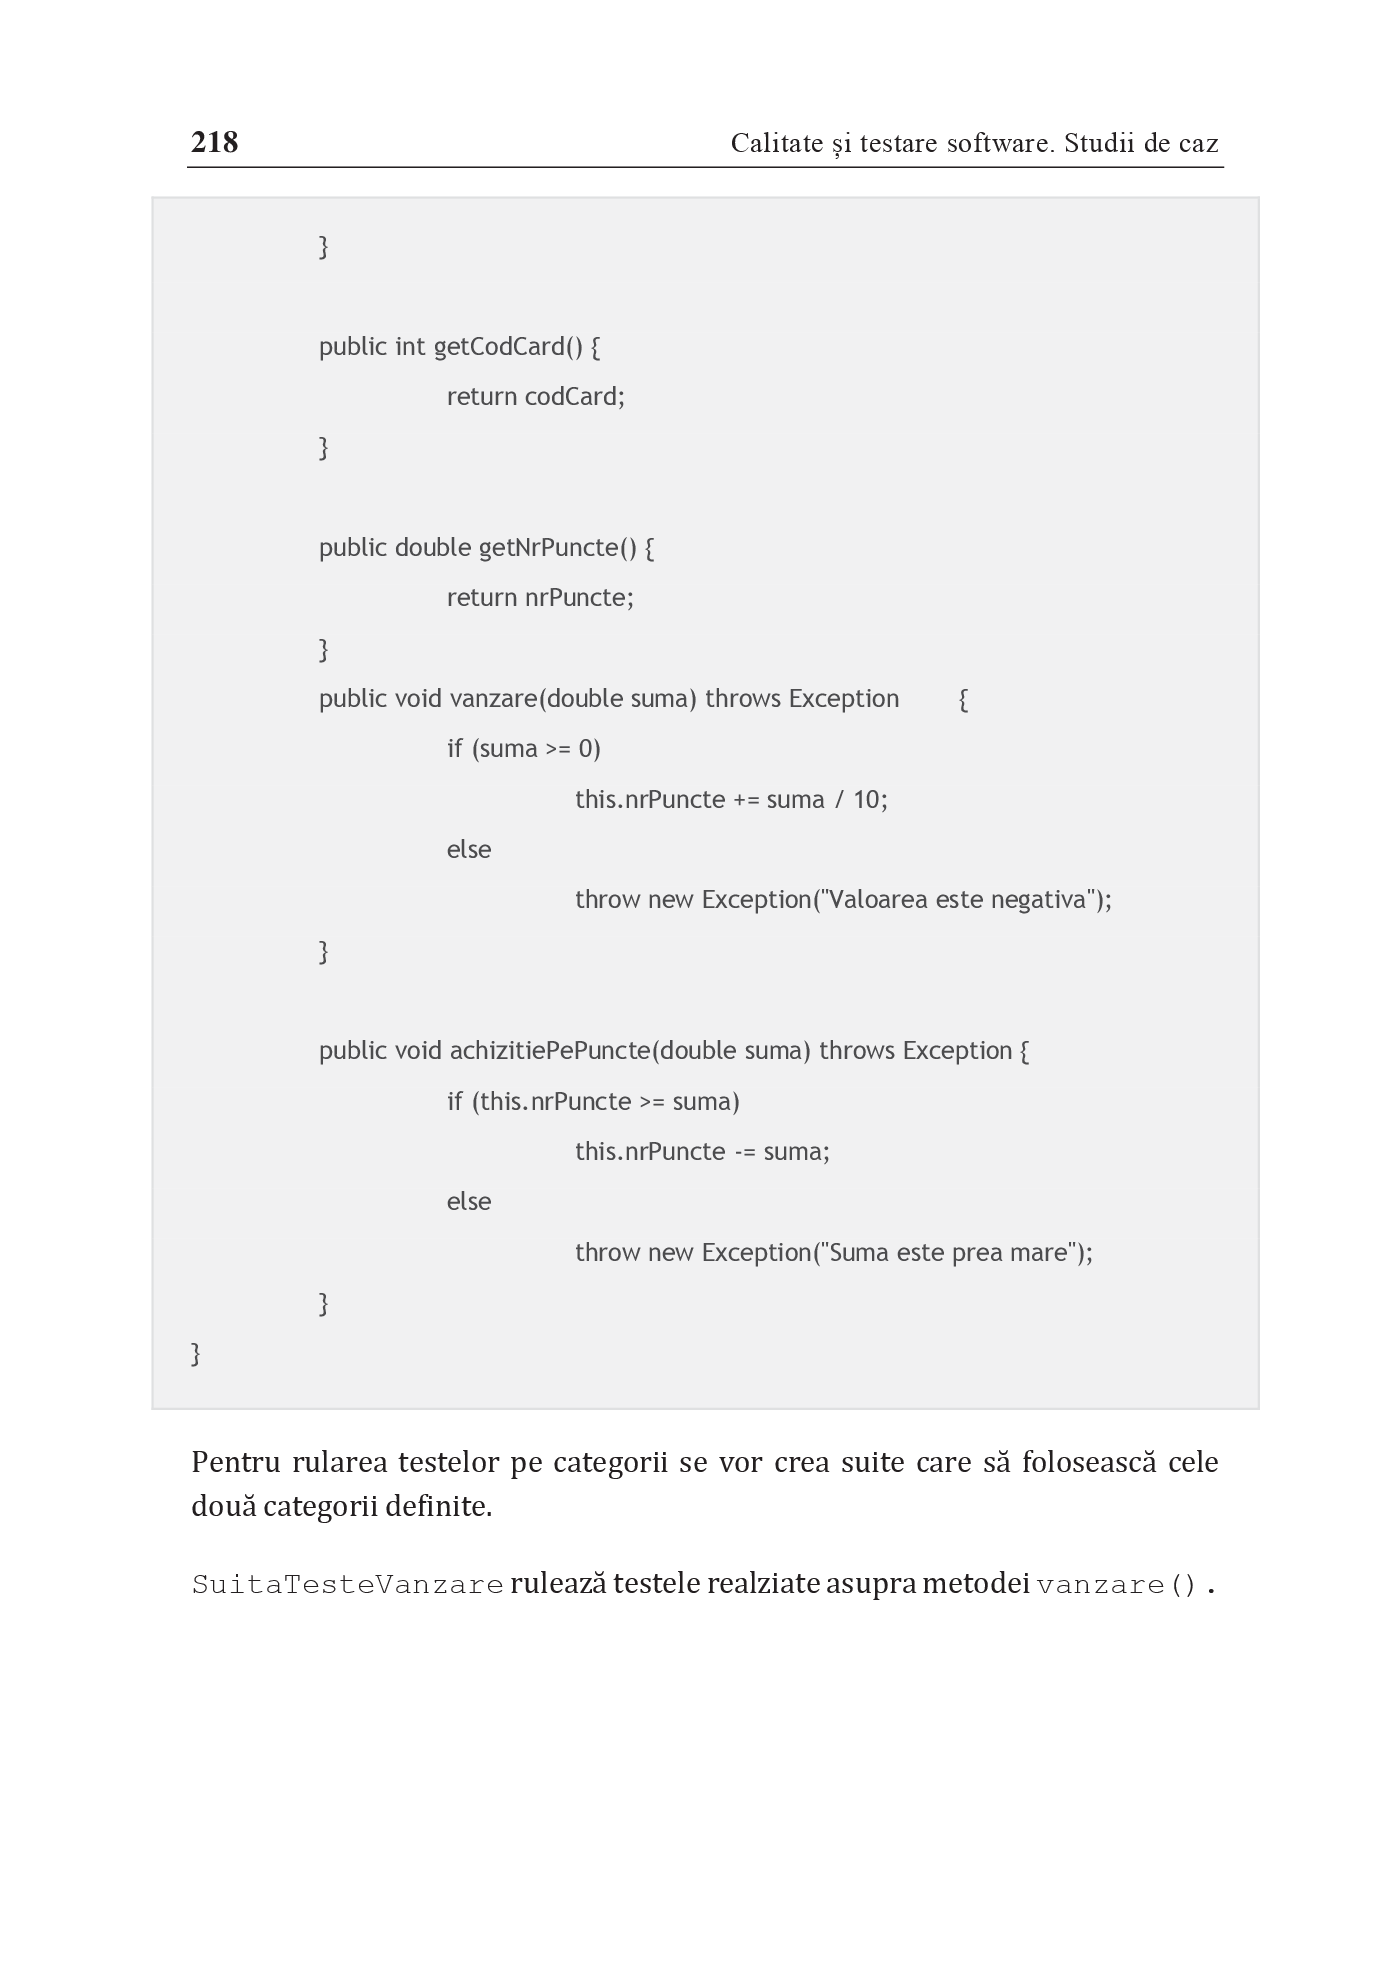 218 Calitate și testare software. Studii de caz
}
public int getCodCard() {
return codCard;
}
public double getNrPuncte() {
return nrPuncte;
}
public void vanzare(double suma) throws Exception {
if (suma >= 0)
this.nrPuncte += suma / 10;
else
throw new Exception("Valoarea este negativa");
}
public void achizitiePePuncte(double suma) throws Exception {
if (this.nrPuncte >= suma)
this.nrPuncte -= suma;
else
throw new Exception("Suma este prea mare");
}
}
Pentru rularea testelor pe categorii se vor crea suite care să folosească cele
două categorii definite.
SuitaTesteVanzare rulează testele realziate asupra metodei vanzare().